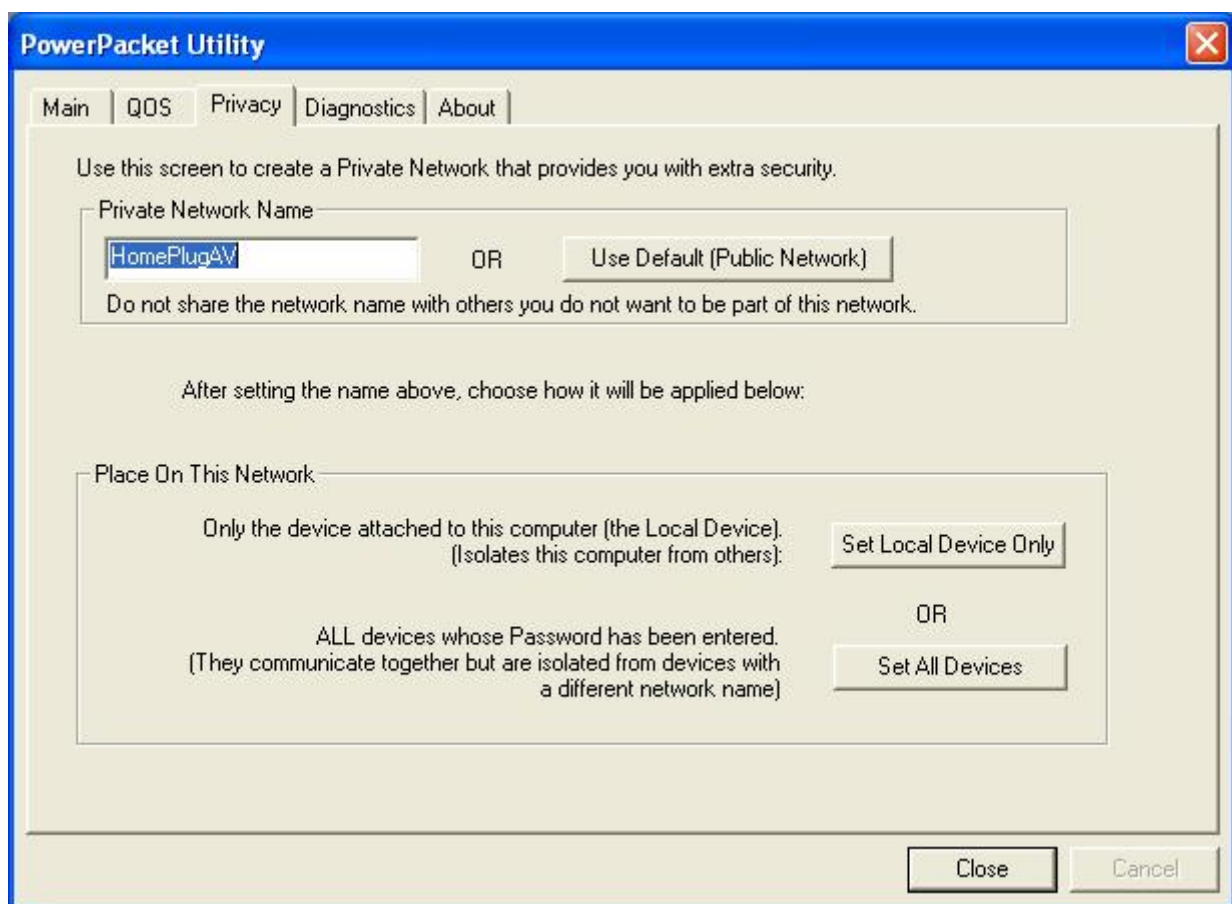 PowerPacket Utility
Main QOS Privacy Diagnostics About
Use this screen to create a Private Network that provides you with extra security.
Private Network Name
HomePlugAV OR Use Default (Public Network)
Do not share the network name with others you do not want to be part of this network.
After setting the name above, choose how it will be applied below:
Place On This Network
Only the device attached to this computer (the Local Device).
(Isolates this computer from others):
Set Local Device Only
OR
ALL devices whose Password has been entered.
(They communicate together but are isolated from devices with
a different network name)
Set All Devices
Close Cancel